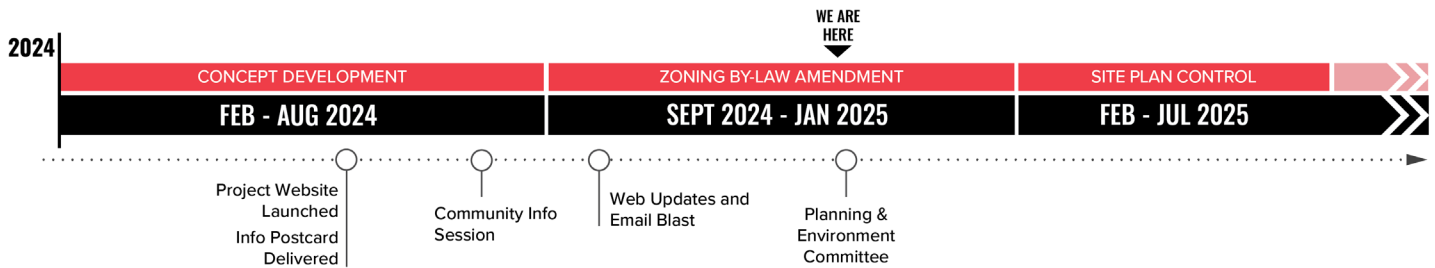 WE ARE
HERE
2024
CONCEPT DEVELOPMENT
ZONING BY-LAW AMENDMENT
SITE PLAN CONTROL
FEB - AUG 2024
SEPT 2024 - JAN 2025
FEB - JUL 2025
Project Website
Launched
Info Postcard
Delivered
Community Info
Session
Web Updates and
Email Blast
Planning &
Environment
Committee